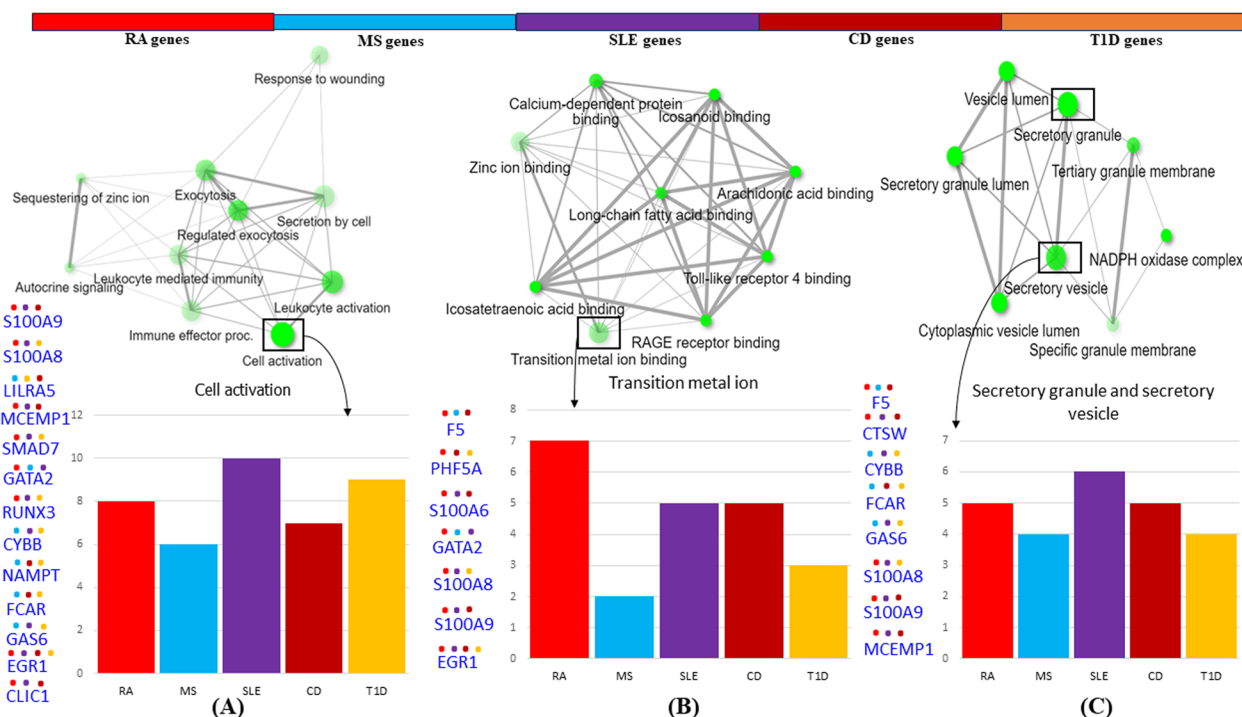 RA genes
MS genes
SLE genes
CD genes
T1D genes
Response to wounding
Sequestering of zinc ion
Exocytosis
Secretion by cell
Regulated exocytosis
Leukocyte mediated immunity
Autocrine signaling
Leukocyte activation
Immune effector proc.
Cell activation
S100A9
S100A8
LILRA5
MCEMP1
SMAD7
GATA2
RUNX3
CYBB
NAMPT
FCAR
GAS6
EGR1
CLIC1
Cell activation
12
10
8
6
4
2
0
RA
MS
SLE
CD
T1D
(A)
Calcium-dependent protein
binding
Icosanoid binding
Zinc ion binding
Arachidonic acid binding
Long-chain fatty acid binding
Toll-like receptor 4 binding
Icosatetraenoic acid binding
RAGE receptor binding
Transition metal ion binding
F5
PHF5A
S100A6
GATA2
S100A8
S100A9
EGR1
Transition metal ion
8
7
6
5
4
3
2
1
0
RA
MS
SLE
CD
T1D
(B)
Vesicle lumen
Secretory granule
Tertiary granule membrane
Secretory granule lumen
NADPH oxidase complex
Secretory vesicle
Cytoplasmic vesicle lumen
Specific granule membrane
F5
CTSW
CYBB
FCAR
GAS6
S100A8
S100A9
MCEMP1
Secretory granule and secretory
vesicle
7
6
5
4
3
2
1
0
RA
MS
SLE
CD
T1D
(C)